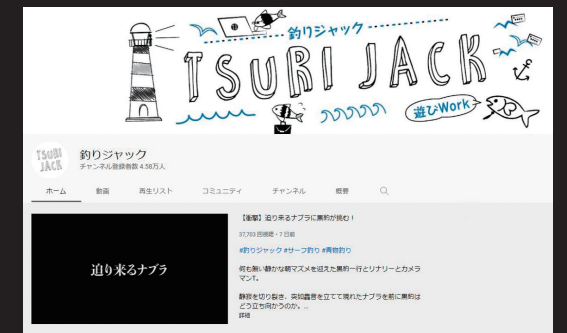 釣りジャック
TSURI JACK
遊びWork
TSURI
JACK
釣りジャック
チャンネル登録者数 4.56万人
ホーム 動画 再生リスト コミュニティ チャンネル 概要
迫り来るナブラ
【衝撃】迫り来るナブラに黒鯛が挑む！
37,783 回視聴・7 日前
#釣りジャック #サーフ釣り #青物釣り
何も無い静かな朝マズメを迎えた黒鯛一行とリナリーとカメラ
マンT。
静寂を切り裂き、突如轟音を立てて現れたナブラを前に黒鯛は
どう立ち向かうのか。...
詳細